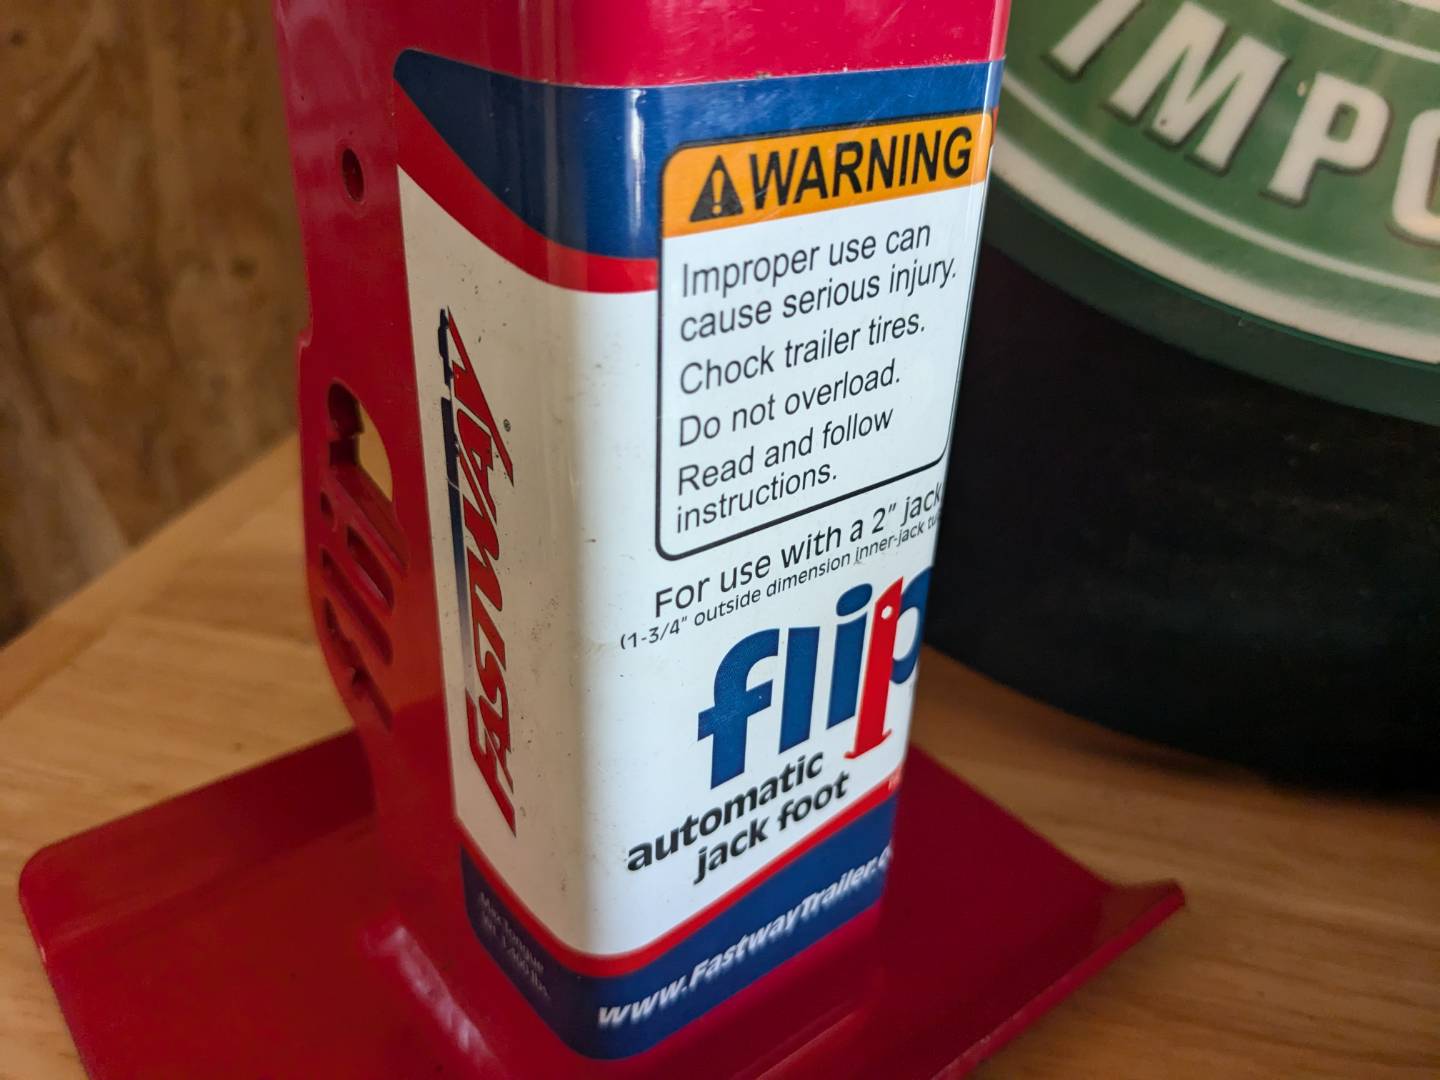 IMPO
WARNING
Improper use can
cause serious injury.
Chock trailer tires.
Do not overload.
Read and follow
instructions.
For use with a 2" jack
(1-3/4" outside dimension inner-jack
flip
automatic
jack foot
www.FastwayTrailer.
FASTWAY®